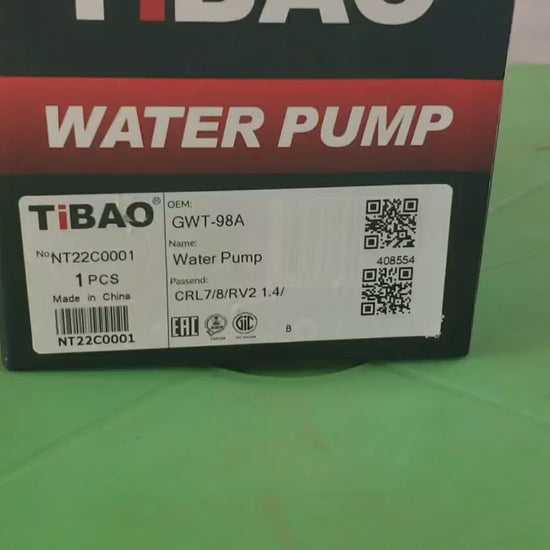 TiBAO
WATER PUMP
TiBAO®
No. NT22C0001
1 PCS
Made in China
NT22C0001
OEM:
GWT-98A
Name:
Water Pump
Passend:
CRL7/8/RV2 1.4/
EAC
B
408554